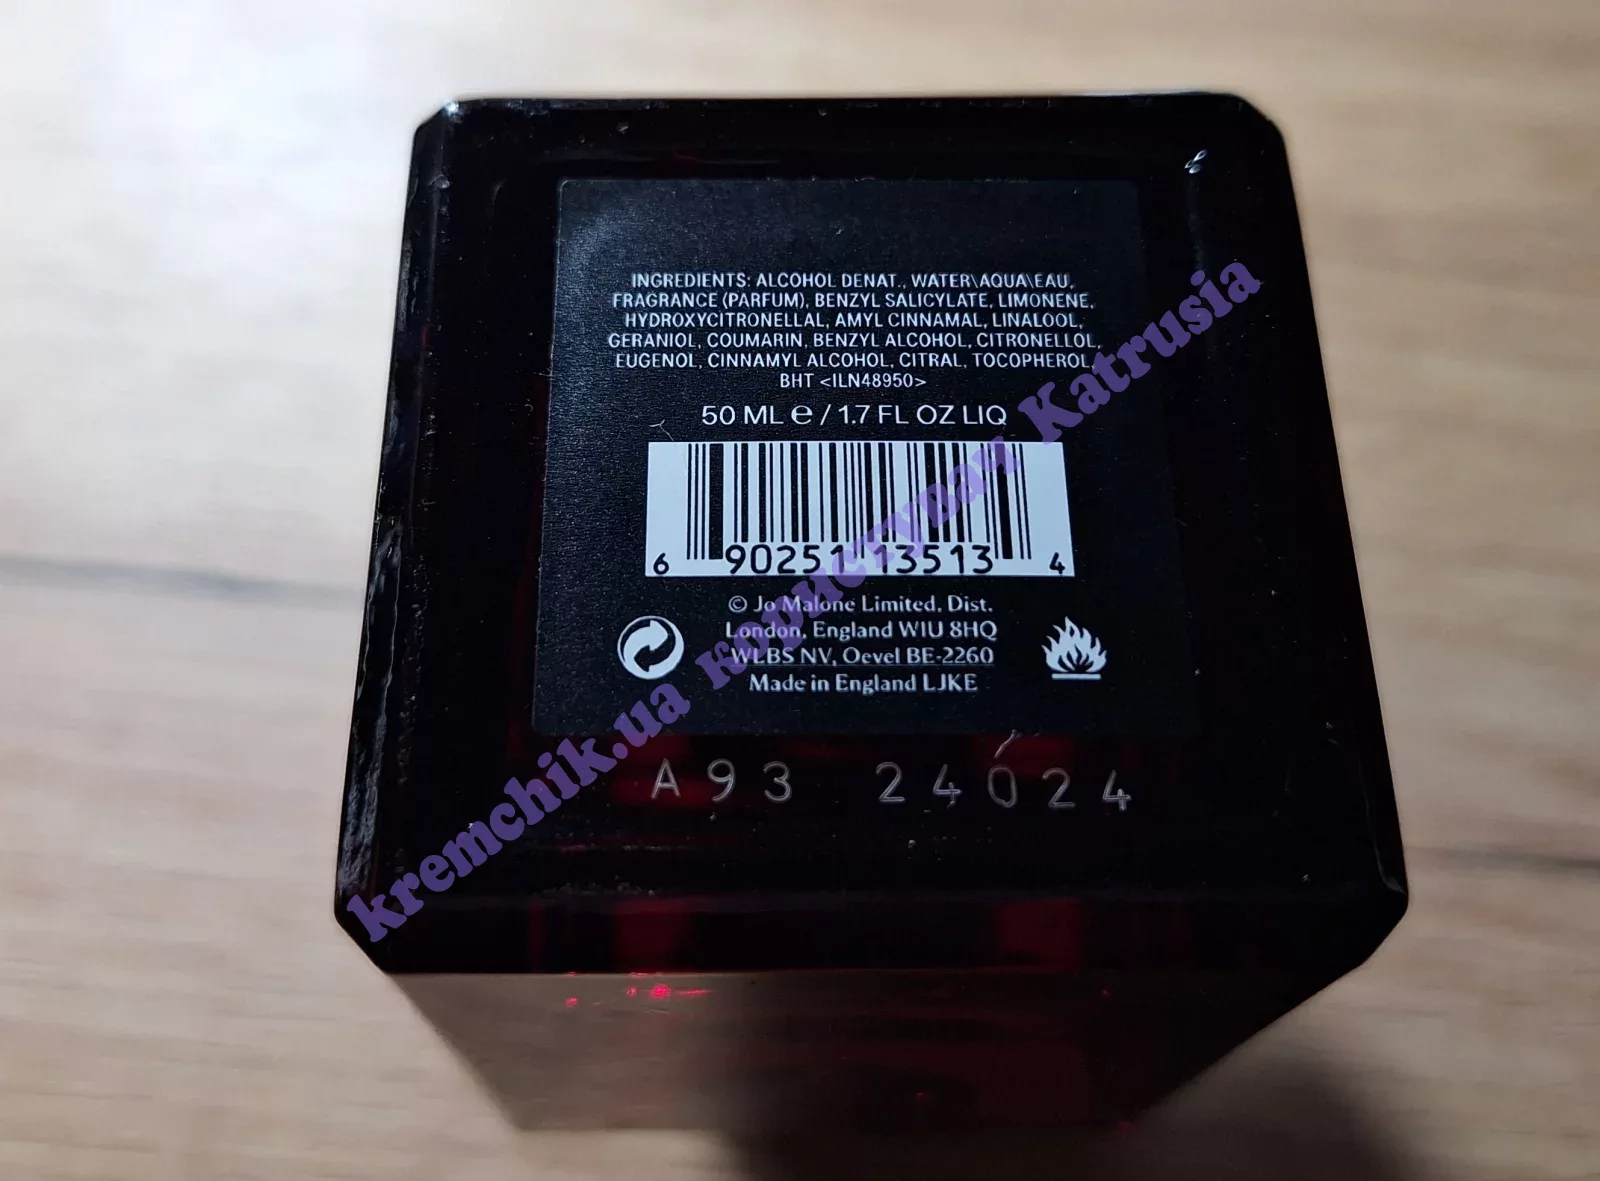 INGREDIENTS: ALCOHOL DENAT., WATER\AQUA\EAU,
FRAGRANCE (PARFUM), BENZYL SALICYLATE, LIMONENE,
HYDROXYCITRONELLAL, AMYL CINNAMAL, LINALOOL,
GERANIOL, COUMARIN, BENZYL ALCOHOL, CITRONELLOL,
EUGENOL, CINNAMYL ALCOHOL, CITRAL, TOCOPHEROL,
BHT <ILN48950>
50 ML ℮ / 1.7 FL OZ LIQ
6 90251 13513 4
© Jo Malone Limited. Dist.
London, England W1U 8HQ
WLBS NV, Oevel BE-2260
Made in England LJKE
A93 24024
kremchik.ua користувач Katrusia